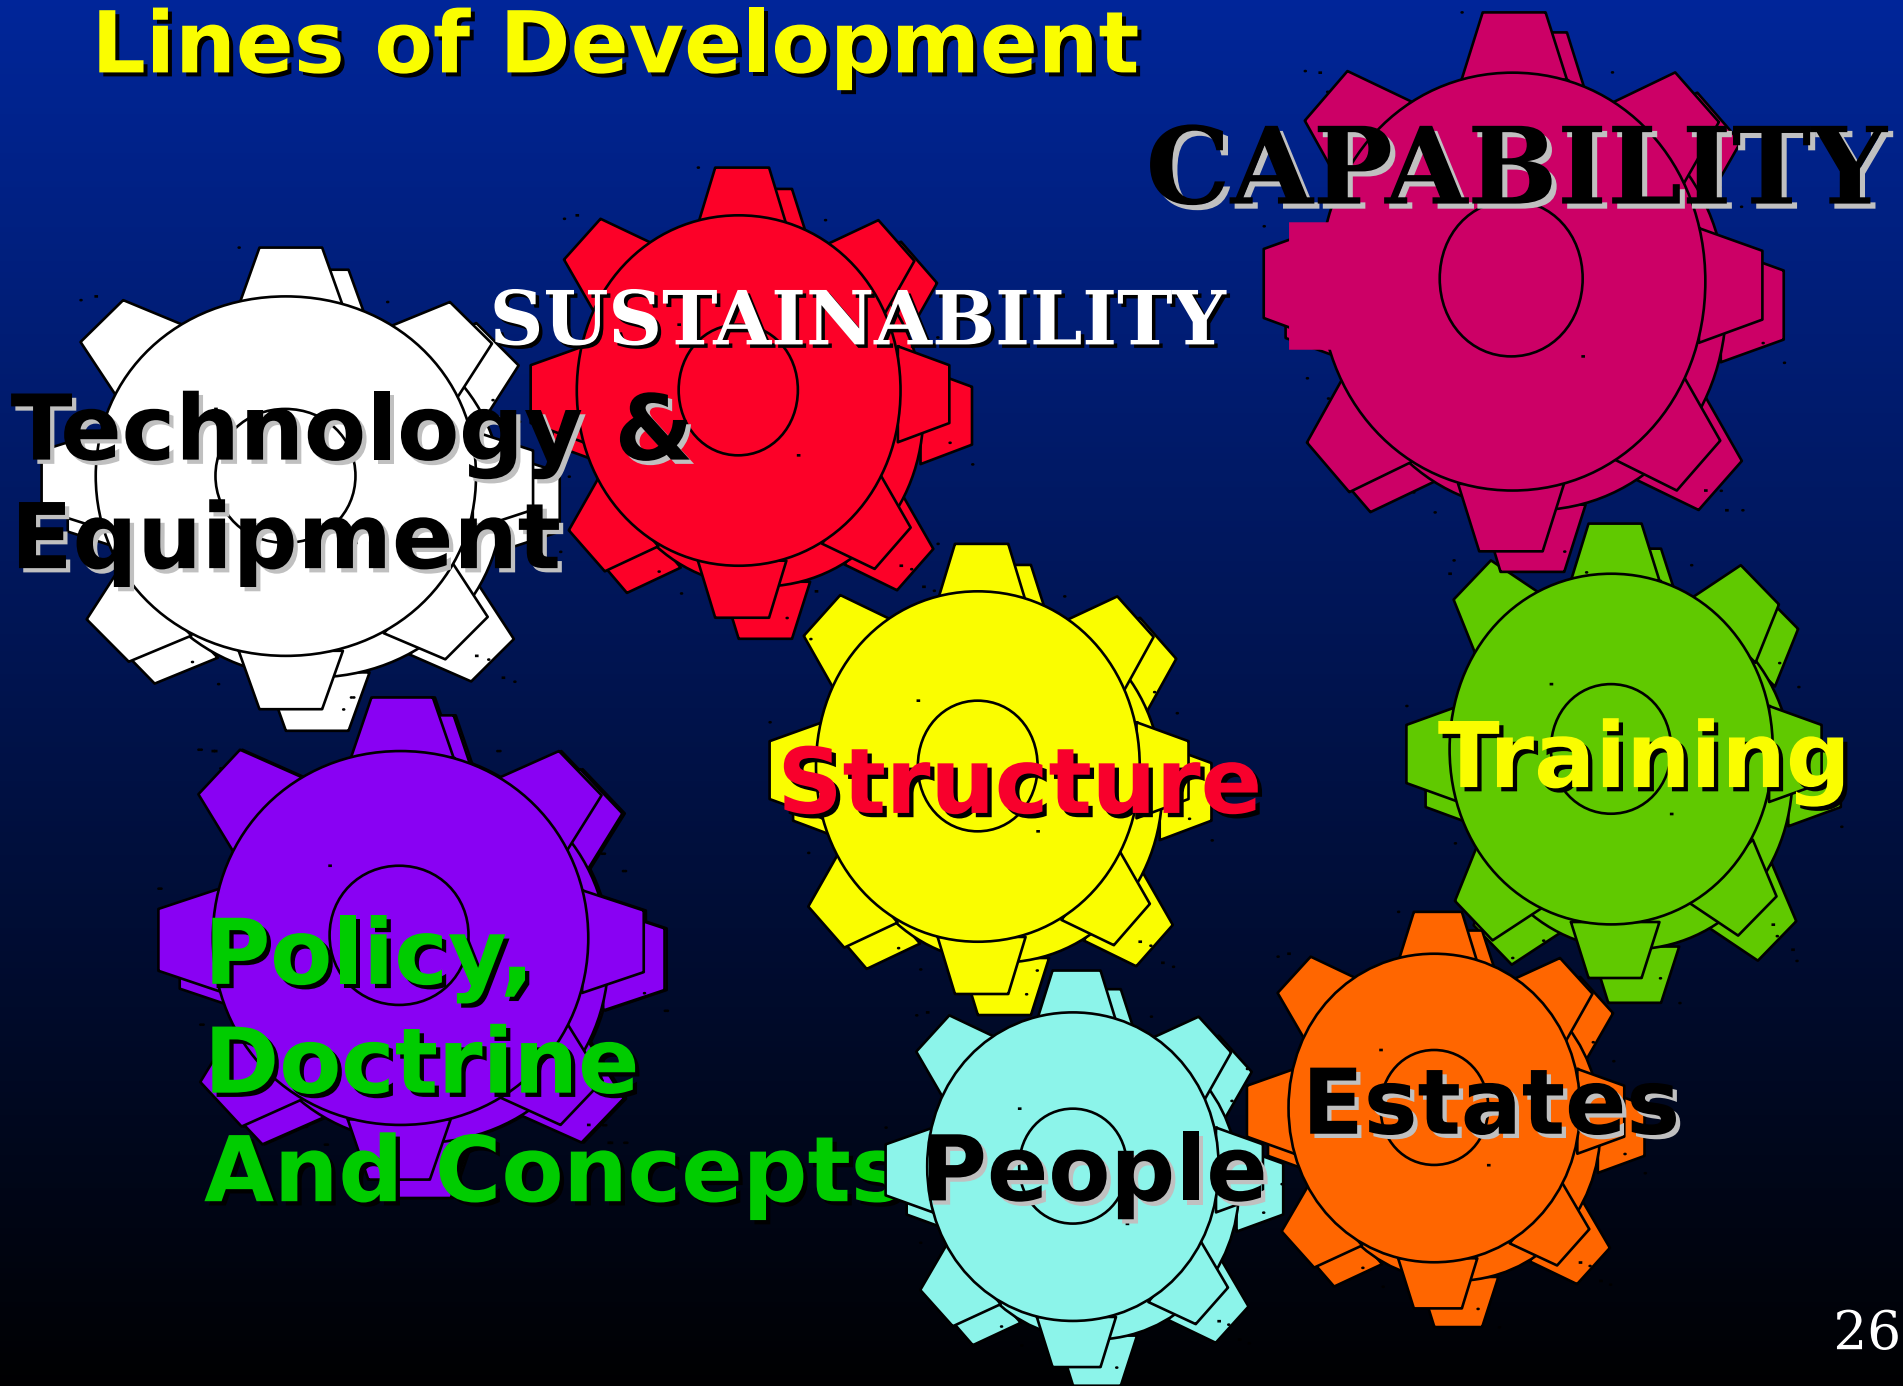 Lines of Development
CAPABILITY
SUSTAINABILITY
Technology &
Equipment
Structure
Training
Policy,
Doctrine
And Concepts
People
Estates
26